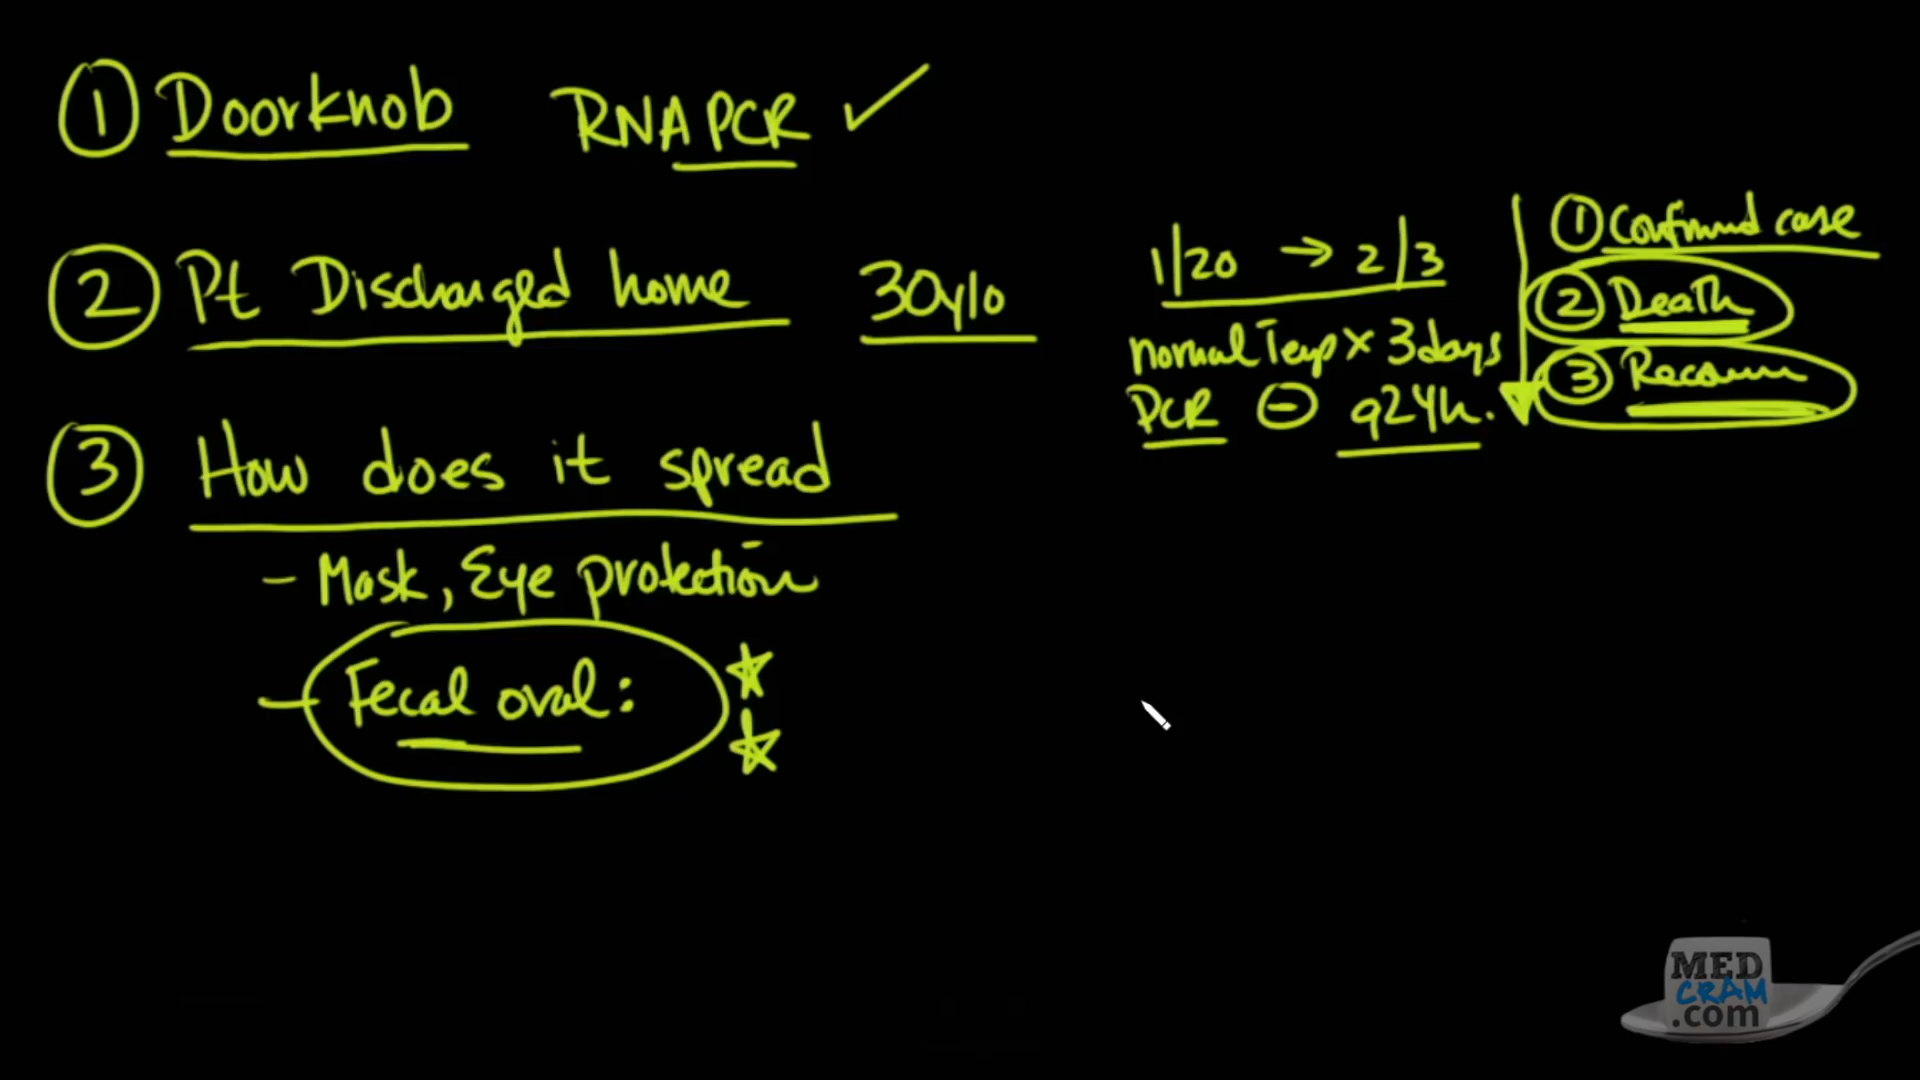 ① Doorknob RNA PCR ✓
② Pt Discharged home 30y/o
1/20 → 2/3
normal Temp x 3 days
PCR ⊖ q24h.
① Confirmed case
② Death
③ Recover
③ How does it spread
- Mask, Eye protection
- Fecal oral:
MED
CRAM
.com